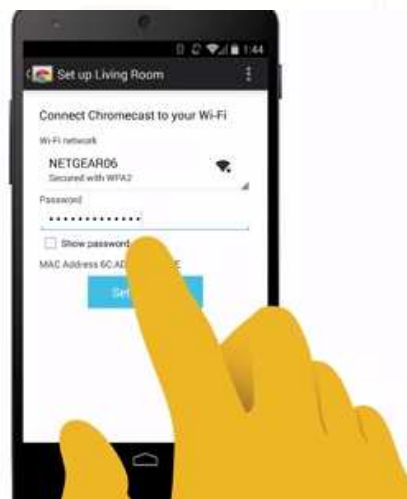 1:44
Set up Living Room
Connect Chromecast to your Wi-Fi
Wi-Fi network
NETGEAR06
Secured with WPA2
Password
Show password
MAC Address 6C:AD
Set